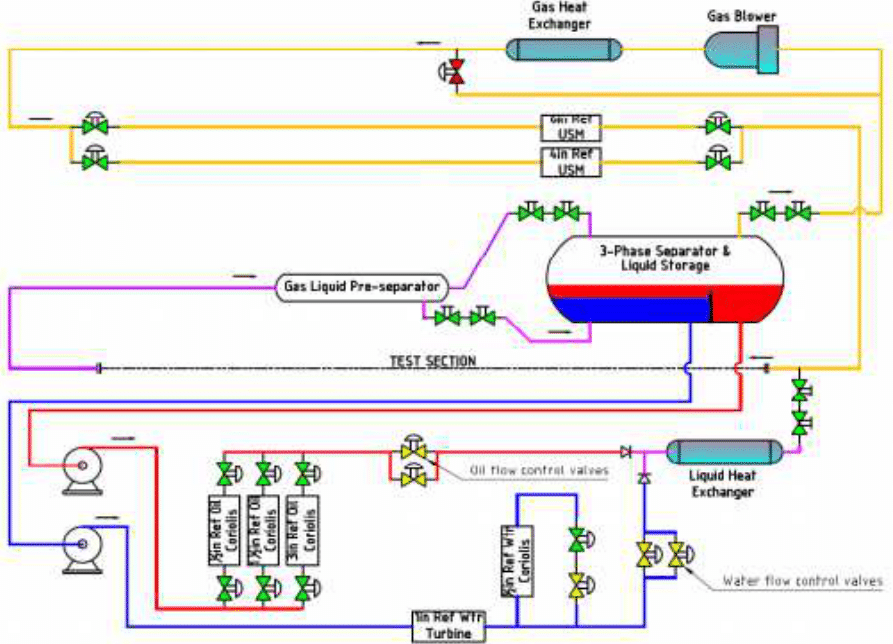 Gas Heat
Exchanger
Gas Blower
6in Ref
USM
4in Ref
USM
3-Phase Separator &
Liquid Storage
Gas Liquid Pre-separator
TEST SECTION
Oil flow control valves
Liquid Heat
Exchanger
½in Ref Oil
Coriolis
1½in Ref Oil
Coriolis
3in Ref Oil
Coriolis
½in Ref Wtr
Coriolis
Water flow control valves
1in Ref Wtr
Turbine